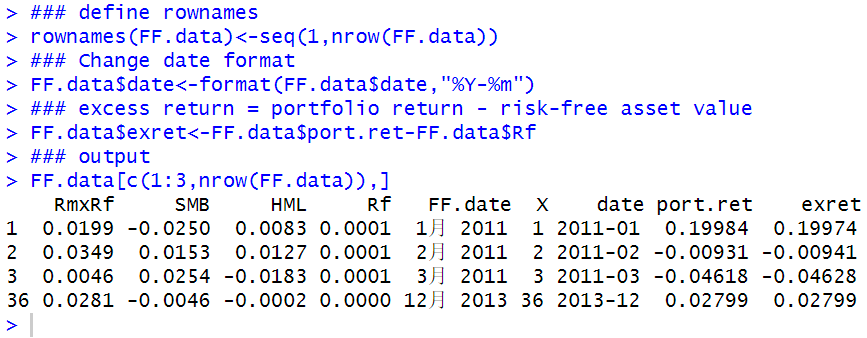 > ### define rownames
> rownames(FF.data)<-seq(1,nrow(FF.data))
> ### Change date format
> FF.data$date<-format(FF.data$date,"%Y-%m")
> ### excess return = portfolio return - risk-free asset value
> FF.data$exret<-FF.data$port.ret-FF.data$Rf
> ### output
> FF.data[c(1:3,nrow(FF.data)),]
     RmxRf     SMB     HML     Rf  FF.date  X    date port.ret    exret
1   0.0199 -0.0250  0.0083 0.0001  1月 2011  1 2011-01  0.19984  0.19974
2   0.0349  0.0153  0.0127 0.0001  2月 2011  2 2011-02 -0.00931 -0.00941
3   0.0046  0.0254 -0.0183 0.0001  3月 2011  3 2011-03 -0.04618 -0.04628
36  0.0281 -0.0046 -0.0002 0.0000 12月 2013 36 2013-12  0.02799  0.02799
>